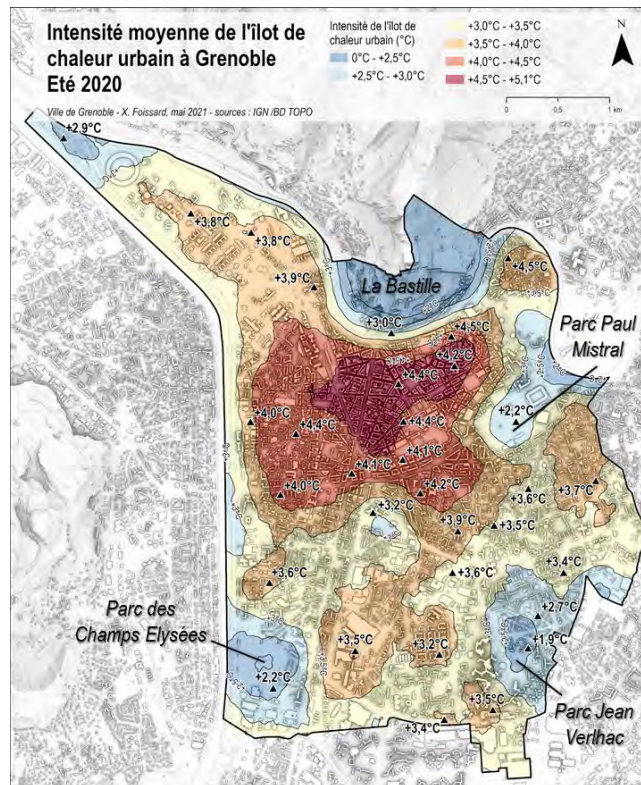 Intensité moyenne de l'îlot de
chaleur urbain à Grenoble
Eté 2020
Ville de Grenoble - X. Foissard, mai 2021 - sources : IGN /BD TOPO
Intensité de l'îlot de
chaleur urbain (°C)
0°C - +2,5°C
+2,5°C - +3,0°C
+3,0°C - +3,5°C
+3,5°C - +4,0°C
+4,0°C - +4,5°C
+4,5°C - +5,1°C
N
0 0,5 1 km
+2,9°C
+3,8°C
+3,8°C
+3,9°C
La Bastille
+4,5°C
+3,0°C
Parc Paul
Mistral
+4,5°C
+4,2°C
+4,4°C
+2,2°C
+4,0°C
+4,4°C
+4,4°C
+4,1°C
+4,1°C
+4,0°C
+4,2°C
+3,6°C
+3,7°C
+3,2°C
+3,9°C
+3,5°C
+3,6°C
+3,6°C
+3,4°C
Parc des
Champs Elysées
+2,7°C
+3,5°C
+3,2°C
+1,9°C
+2,2°C
+3,5°C
Parc Jean
Verlhac
+3,4°C